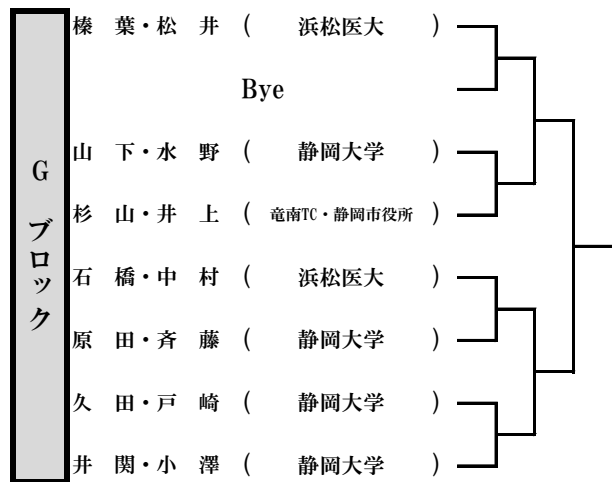 G ブロック
榛葉・松井 ( 浜松医大 )
Bye
山下・水野 ( 静岡大学 )
杉山・井上 ( 竜南TC・静岡市役所 )
石橋・中村 ( 浜松医大 )
原田・斉藤 ( 静岡大学 )
久田・戸崎 ( 静岡大学 )
井関・小澤 ( 静岡大学 )